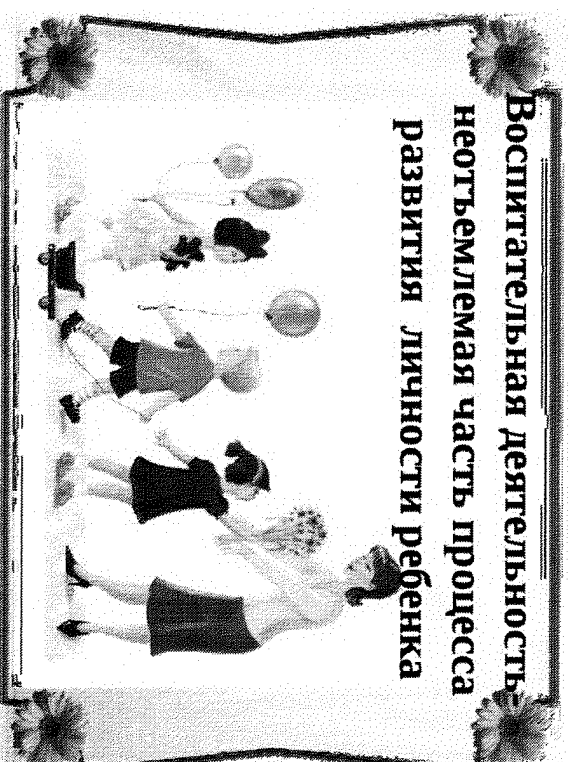 Воспитательная деятельность-
неотъемлемая часть процесса
развития личности ребенка